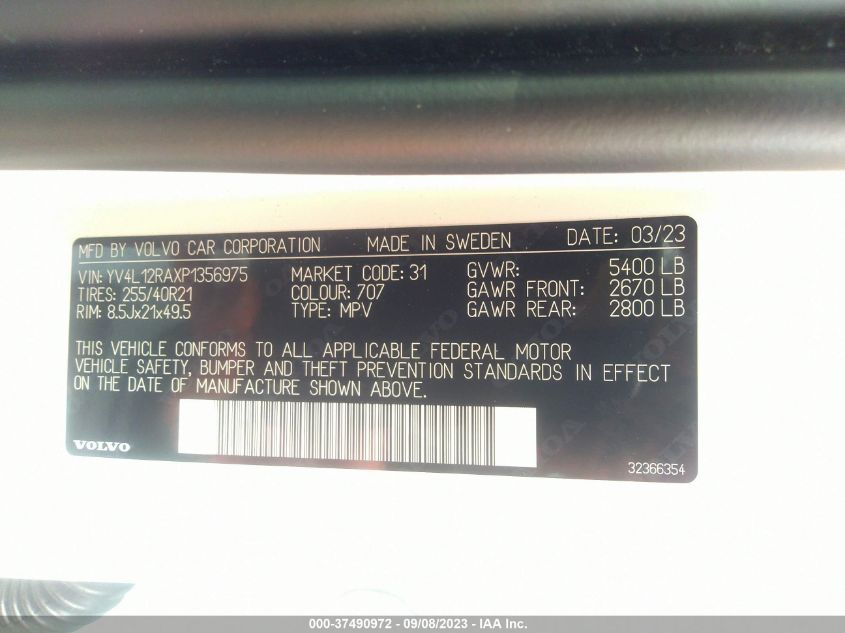 MFD BY VOLVO CAR CORPORATION MADE IN SWEDEN DATE: 03/23
VIN: YV4L12RAXP1356975 MARKET CODE: 31 GVWR: 5400 LB
TIRES: 255/40R21 COLOUR: 707 GAWR FRONT: 2670 LB
RIM: 8.5Jx21x49.5 TYPE: MPV GAWR REAR: 2800 LB
THIS VEHICLE CONFORMS TO ALL APPLICABLE FEDERAL MOTOR
VEHICLE SAFETY, BUMPER AND THEFT PREVENTION STANDARDS IN EFFECT
ON THE DATE OF MANUFACTURE SHOWN ABOVE.
VOLVO
32366354
000-37490972 - 09/08/2023 - IAA Inc.